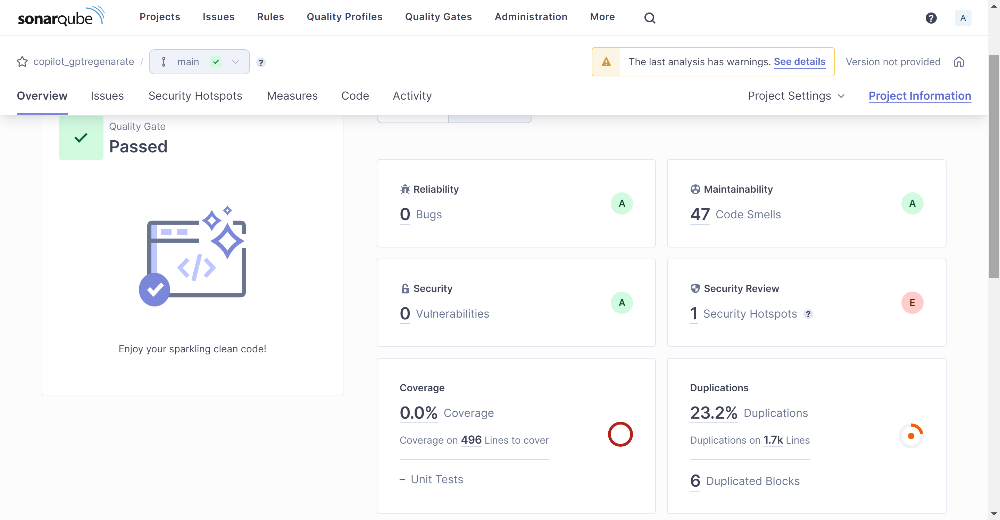 sonarqube Projects Issues Rules Quality Profiles Quality Gates Administration More ? A
copilot_gptregenarate / main ? The last analysis has warnings. See details Version not provided
Overview Issues Security Hotspots Measures Code Activity Project Settings Project Information
Quality Gate
Passed
Enjoy your sparkling clean code!
Reliability
0 Bugs
A
Maintainability
47 Code Smells
A
Security
0 Vulnerabilities
A
Security Review
1 Security Hotspots ?
E
Coverage
0.0% Coverage
Coverage on 496 Lines to cover
– Unit Tests
Duplications
23.2% Duplications
Duplications on 1.7k Lines
6 Duplicated Blocks